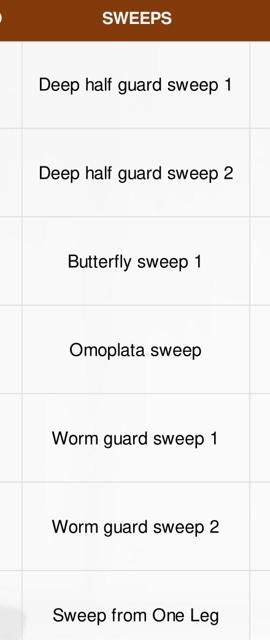 SWEEPS
Deep half guard sweep 1
Deep half guard sweep 2
Butterfly sweep 1
Omoplata sweep
Worm guard sweep 1
Worm guard sweep 2
Sweep from One Leg